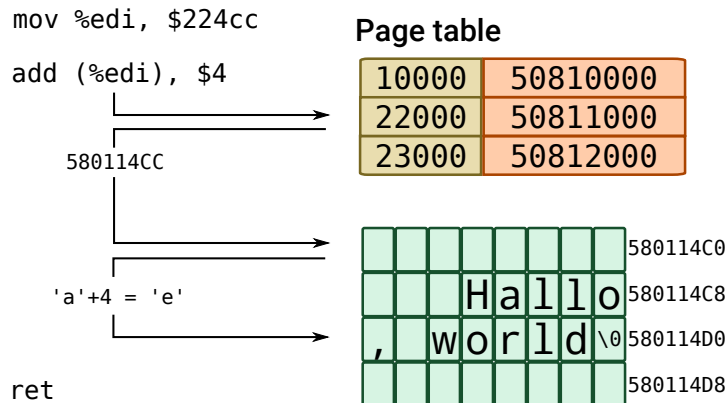 mov %edi, $224cc
add (%edi), $4
580114CC
'a'+4 = 'e'
ret
Page table
10000 50810000
22000 50811000
23000 50812000
580114C0
Hallo 580114C8
, world\0 580114D0
580114D8